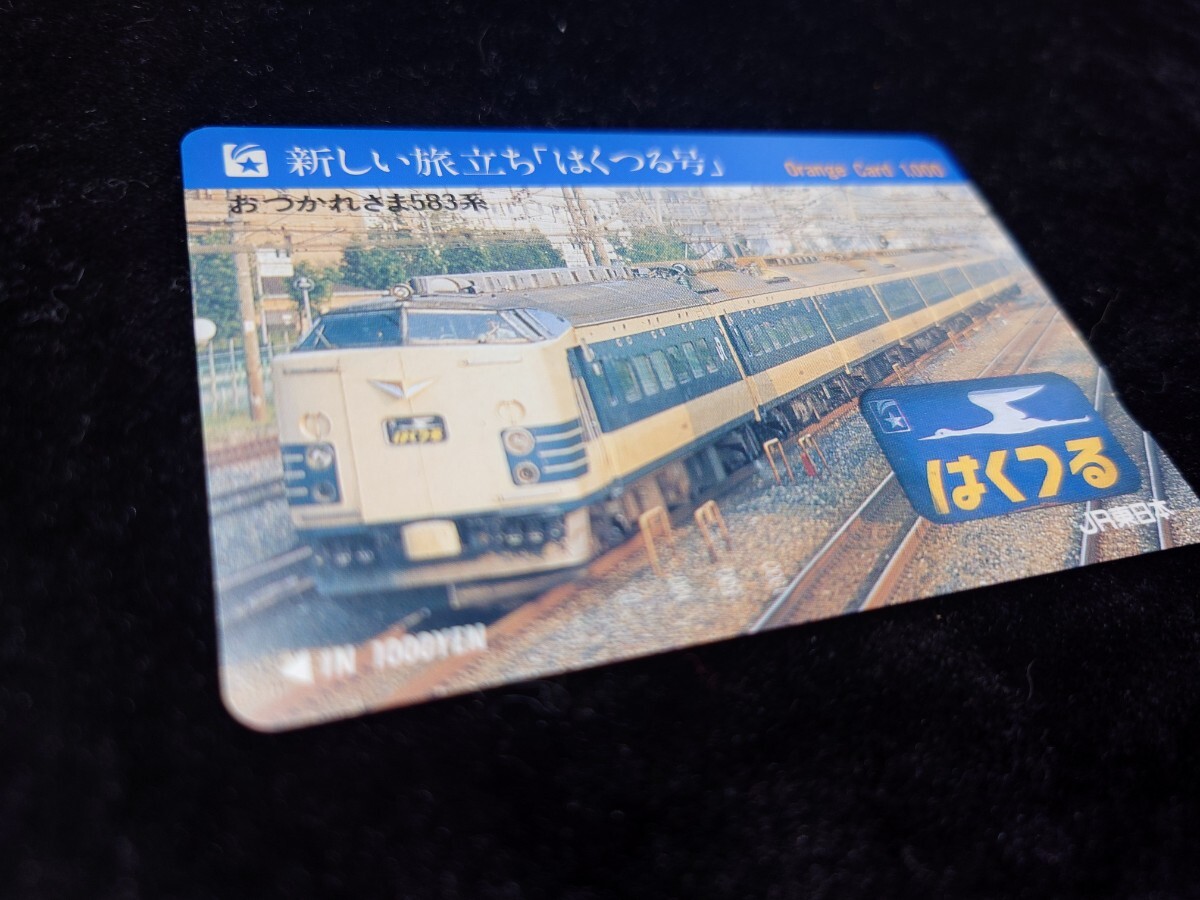 新しい旅立ち「はくつる号」
Orange Card 1,000
おつかれさま583系
はくつる
はくつる
JR東日本
◀ IN 1000YEN